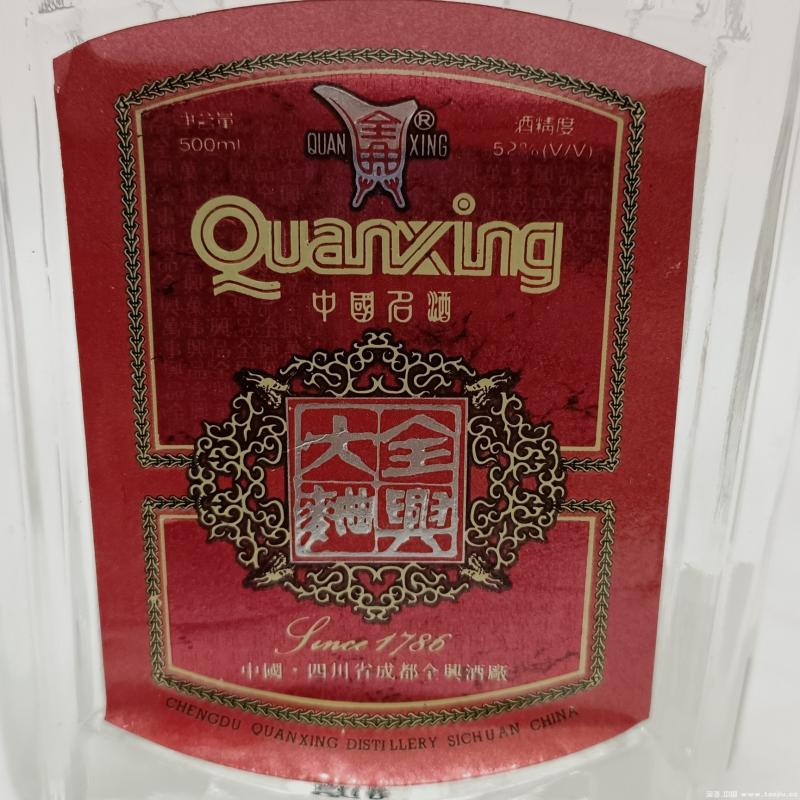 净含量
500ml
酒精度
52%(V/V)
全興
QUAN XING ®
Quanxing
中國名酒
全興
大麯
Since 1786
中國·四川省成都全興酒廠
CHENGDU QUANXING DISTILLERY SICHUAN CHINA